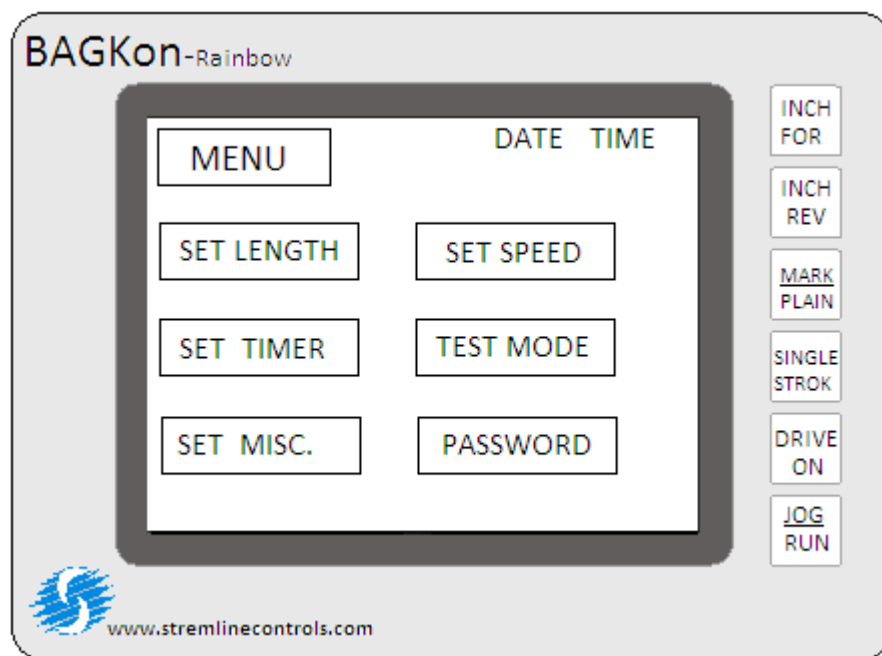 BAGKon-Rainbow
MENU
DATE TIME
SET LENGTH
SET SPEED
SET TIMER
TEST MODE
SET MISC.
PASSWORD
INCH
FOR
INCH
REV
MARK
PLAIN
SINGLE
STROK
DRIVE
ON
JOG
RUN
www.stremlinecontrols.com